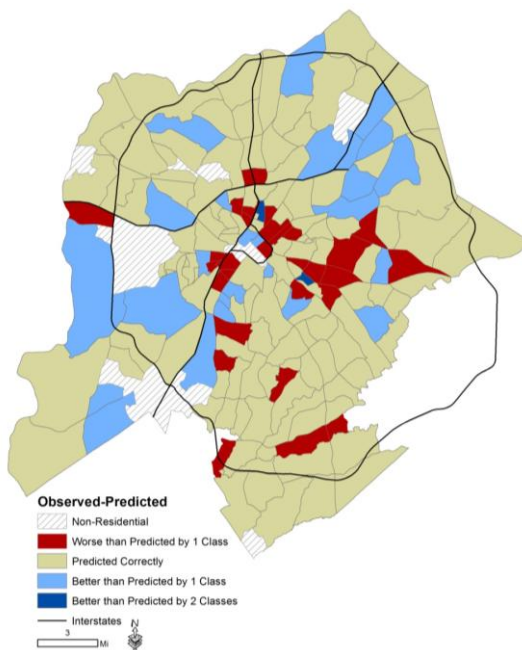 Observed-Predicted
Non-Residential
Worse than Predicted by 1 Class
Predicted Correctly
Better than Predicted by 1 Class
Better than Predicted by 2 Classes
Interstates
3
Mi
N